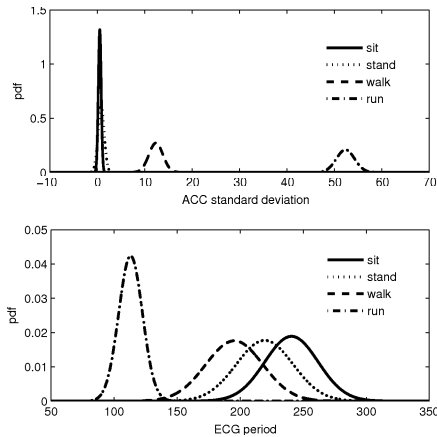 1.5
1
0.5
0
pdf
sit
stand
walk
run
−10 0 10 20 30 40 50 60 70
ACC standard deviation
0.05
0.04
0.03
0.02
0.01
0
pdf
sit
stand
walk
run
50 100 150 200 250 300 350
ECG period